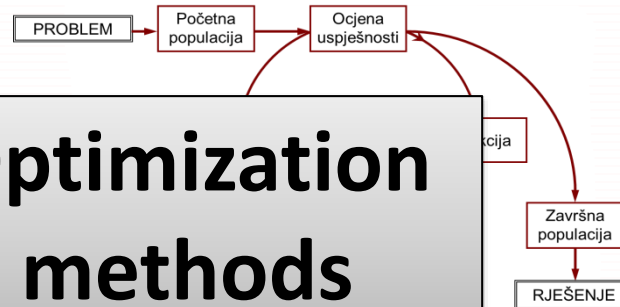 PROBLEM
Početna
populacija
Ocjena
uspješnosti
kcija
ptimization
methods
Završna
populacija
RJEŠENJE